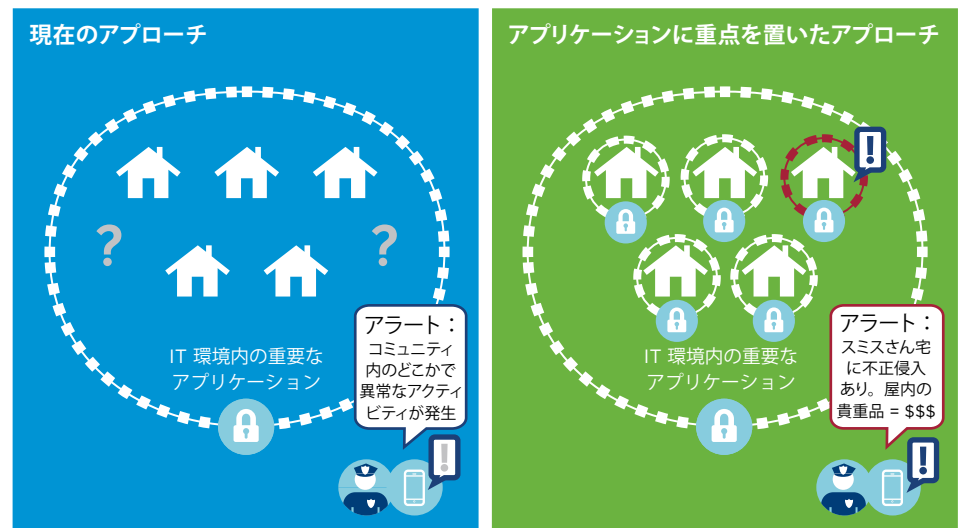 現在のアプローチ
IT 環境内の重要な
アプリケーション
アラート：
コミュニティ
内のどこかで
異常なアクティ
ビティが発生
アプリケーションに重点を置いたアプローチ
IT 環境内の重要な
アプリケーション
アラート：
スミスさん宅
に不正侵入
あり。屋内の
貴重品 = $$$